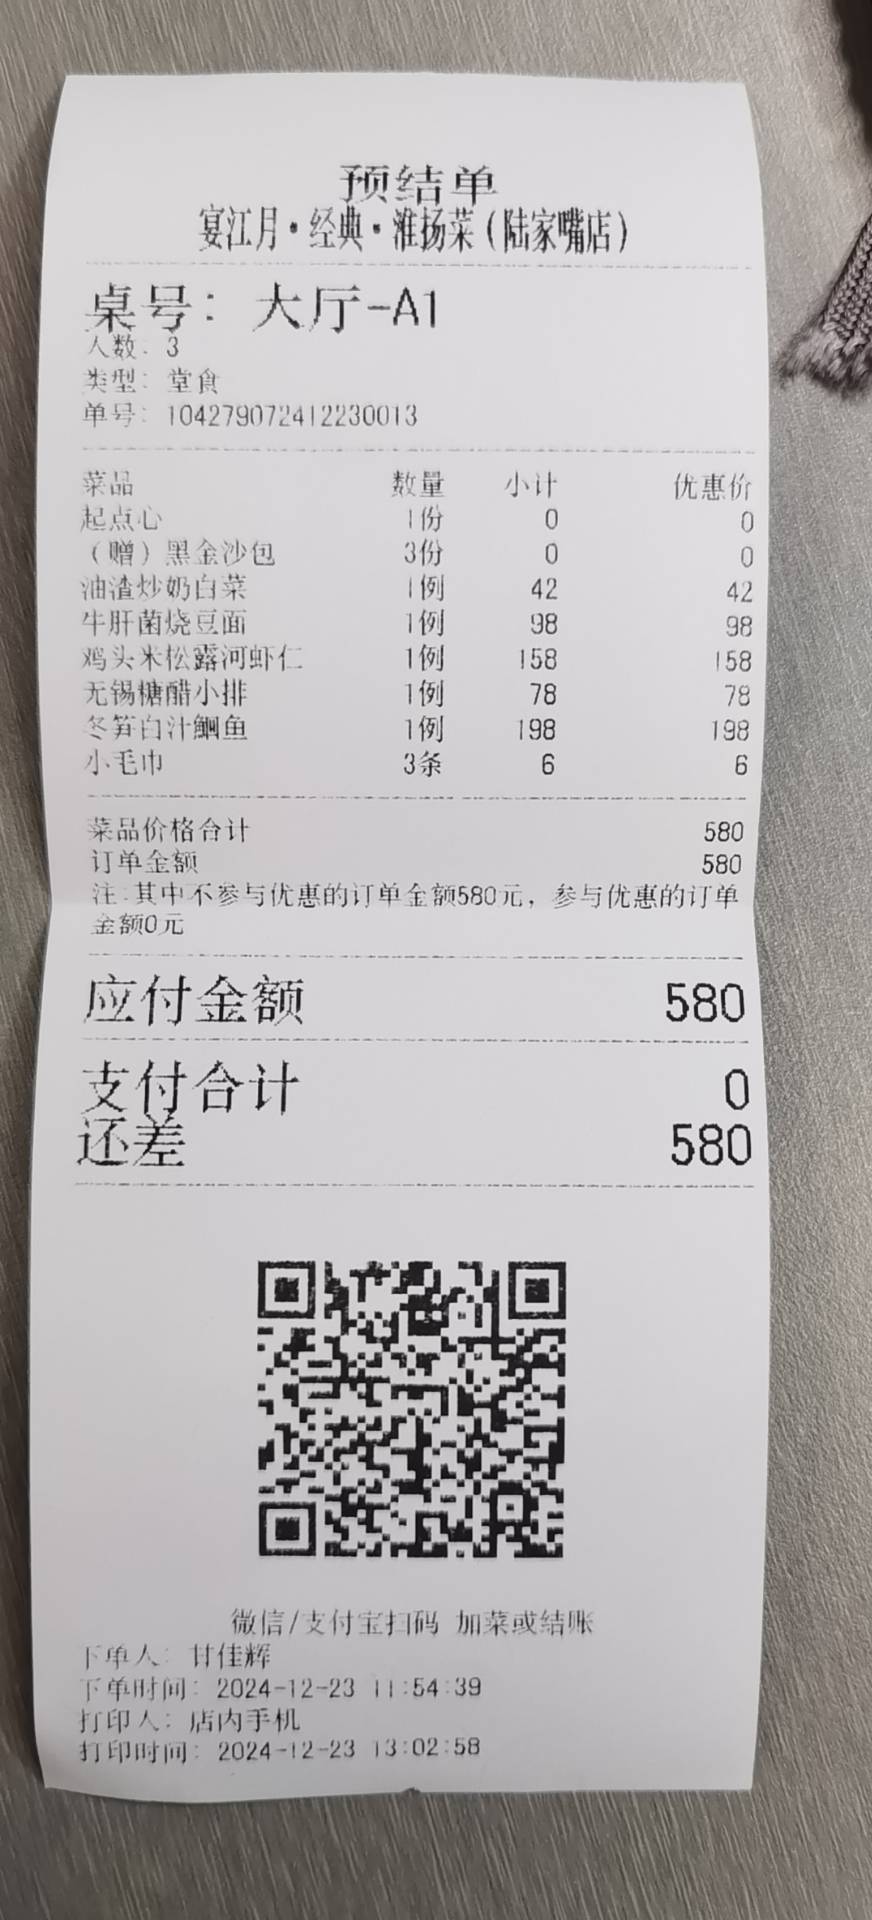 预结单
宴江月·经典·淮扬菜(陆家嘴店)
桌号: 大厅-A1
人数: 3
类型: 堂食
单号: 104279072412230013
菜品 数量 小计 优惠价
起点心 1份 0 0
（赠）黑金沙包 3份 0 0
油渣炒奶白菜 1例 42 42
牛肝菌烧豆面 1例 98 98
鸡头米松露河虾仁 1例 158 158
无锡糖醋小排 1例 78 78
冬笋白汁鮰鱼 1例 198 198
小毛巾 3条 6 6
菜品价格合计 580
订单金额 580
注:其中不参与优惠的订单金额580元，参与优惠的订单
金额0元
应付金额 580
支付合计 0
还差 580
微信/支付宝扫码 加菜或结账
下单人: 甘佳辉
下单时间: 2024-12-23 11:54:39
打印人: 店内手机
打印时间: 2024-12-23 13:02:58